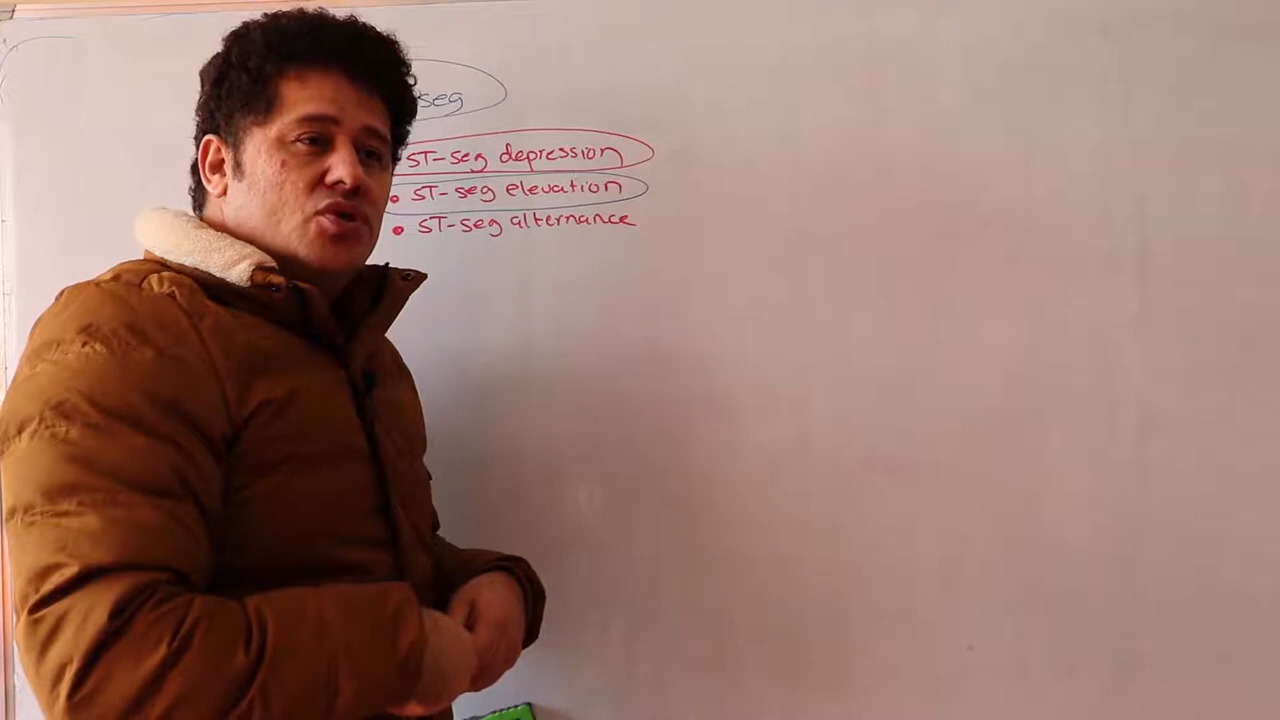 seg
ST-seg depression
• ST-seg elevation
• ST-seg alternance